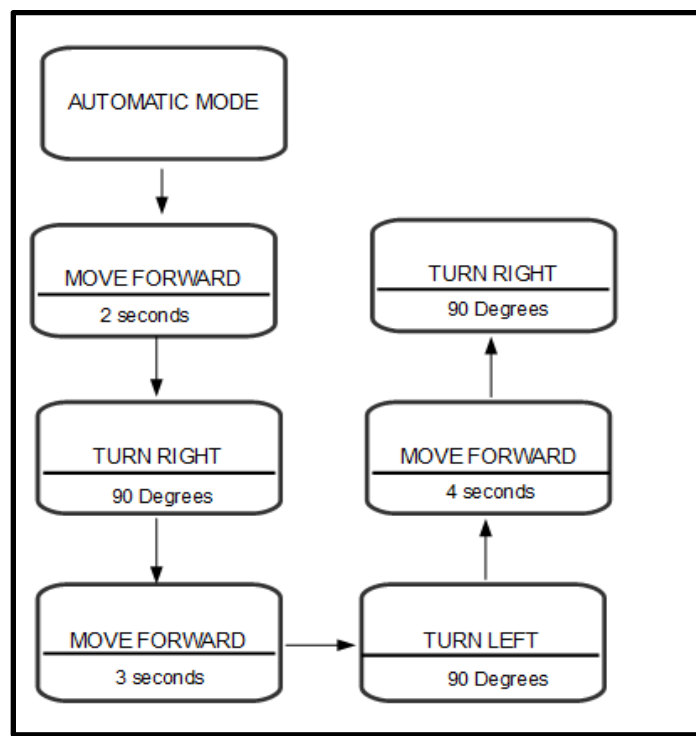 AUTOMATIC MODE
MOVE FORWARD
2 seconds
TURN RIGHT
90 Degrees
MOVE FORWARD
3 seconds
TURN LEFT
90 Degrees
MOVE FORWARD
4 seconds
TURN RIGHT
90 Degrees